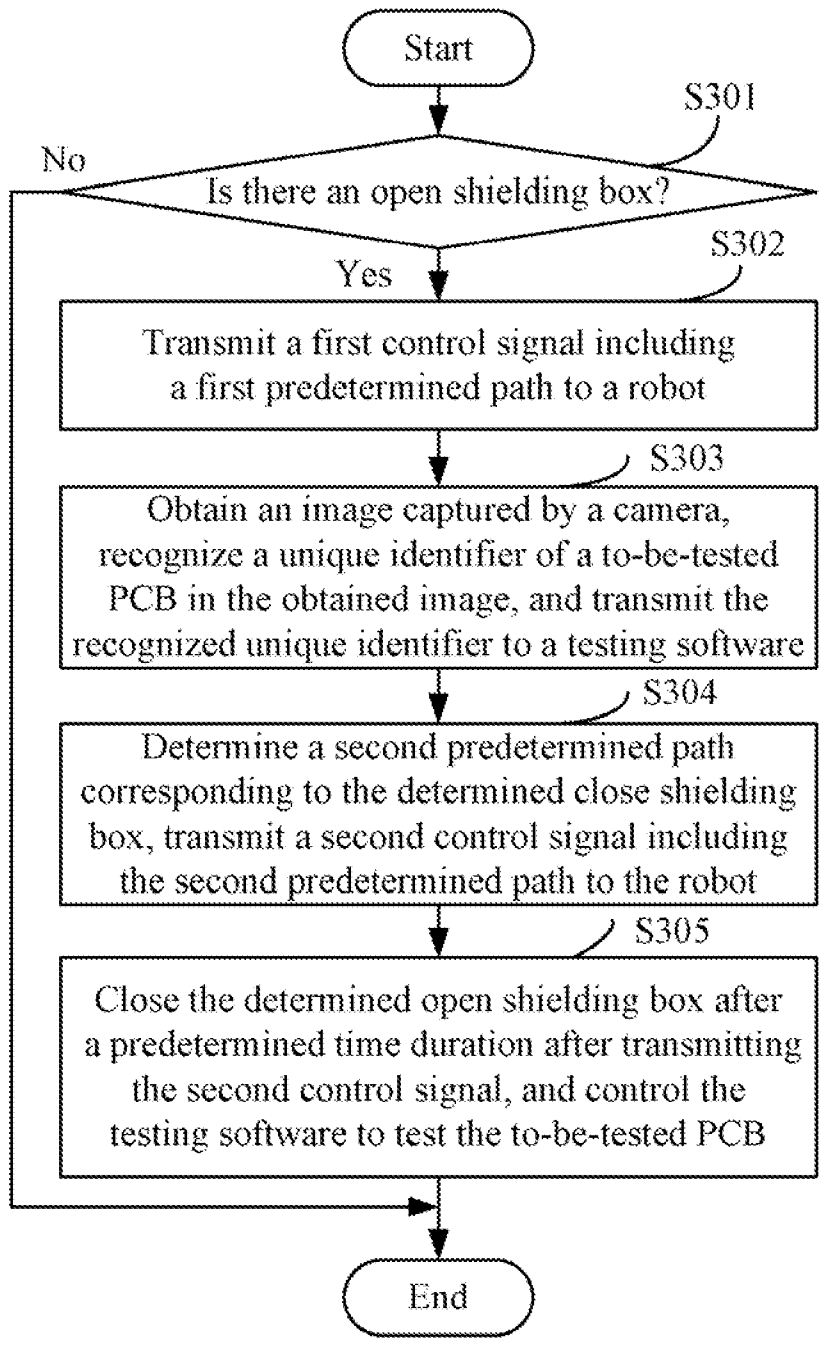 Start
S301
No
Is there an open shielding box?
S302
Yes
Transmit a first control signal including
a first predetermined path to a robot
S303
Obtain an image captured by a camera,
recognize a unique identifier of a to-be-tested
PCB in the obtained image, and transmit the
recognized unique identifier to a testing software
S304
Determine a second predetermined path
corresponding to the determined close shielding
box, transmit a second control signal including
the second predetermined path to the robot
S305
Close the determined open shielding box after
a predetermined time duration after transmitting
the second control signal, and control the
testing software to test the to-be-tested PCB
End